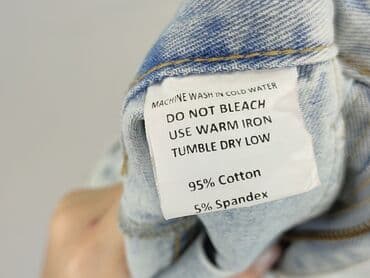 MACHINE WASH IN COLD WATER
DO NOT BLEACH
USE WARM IRON
TUMBLE DRY LOW
95% Cotton
5% Spandex